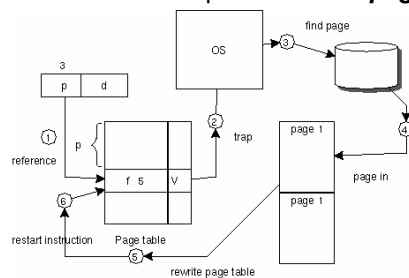 find page
OS
3
3
p d
4
2
1
p
trap
page 1
reference
f 5 V
page in
6
page 1
restart instruction
Page table
5
rewrite page table